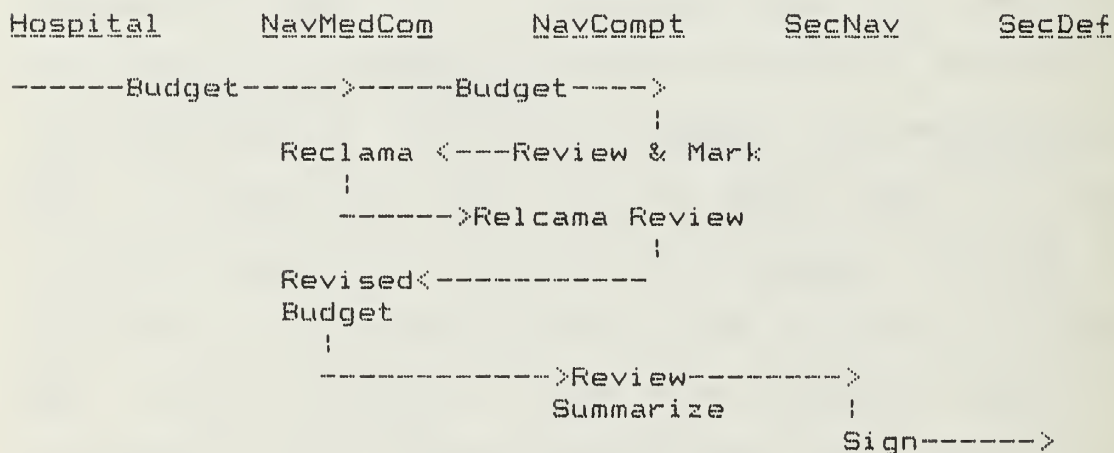 Hospital NavMedCom NavCompt SecNav SecDef
------Budget----->-----Budget---->
Reclama <---Review & Mark
------>Relcama Review
Revised<-----------
Budget
------------->Review--------->
Summarize
Sign------>